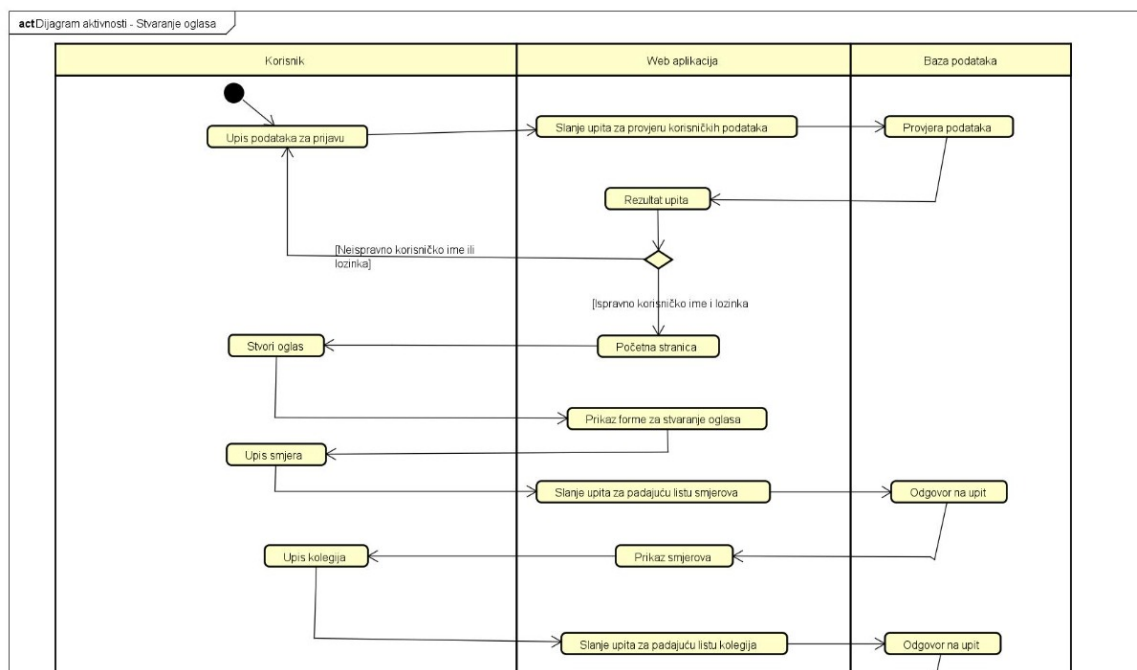 act Dijagram aktivnosti - Stvaranje oglasa
Korisnik
Web aplikacija
Baza podataka
Upis podataka za prijavu
Slanje upita za provjeru korisničkih podataka
Provjera podataka
Rezultat upita
[Neispravno korisničko ime ili
lozinka]
[Ispravno korisničko ime i lozinka
Stvori oglas
Početna stranica
Prikaz forme za stvaranje oglasa
Upis smjera
Slanje upita za padajuću listu smjerova
Odgovor na upit
Upis kolegija
Prikaz smjerova
Slanje upita za padajuću listu kolegija
Odgovor na upit